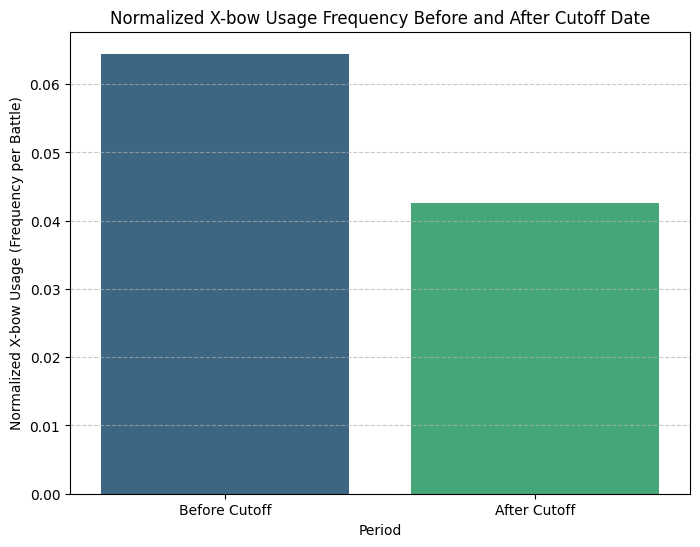 Normalized X-bow Usage Frequency Before and After Cutoff Date
Normalized X-bow Usage (Frequency per Battle)
0.06
0.05
0.04
0.03
0.02
0.01
0.00
Before Cutoff
After Cutoff
Period